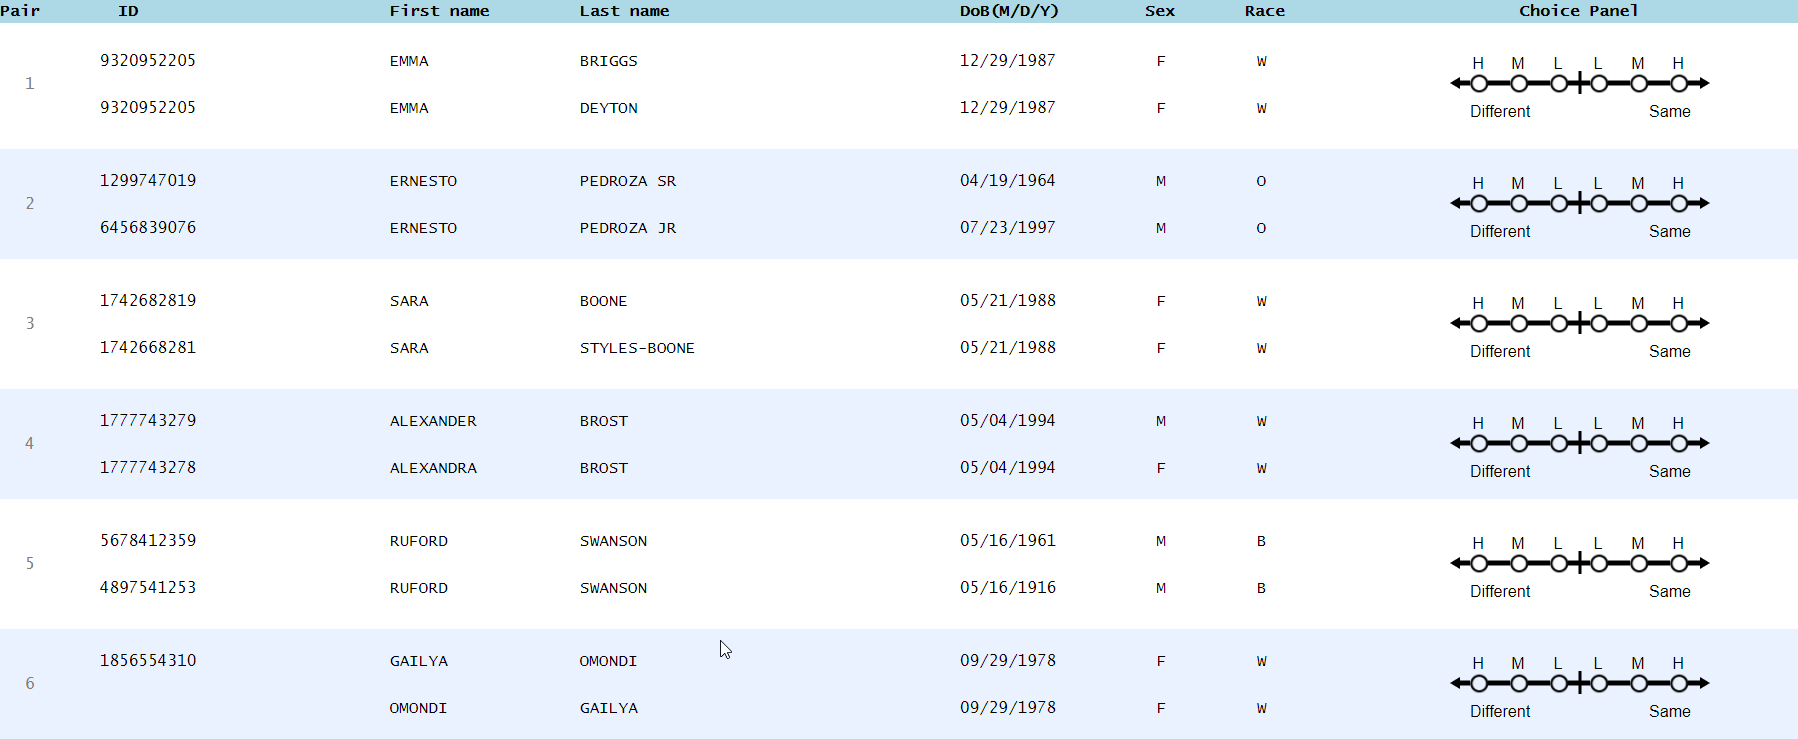 Pair ID First name Last name DoB(M/D/Y) Sex Race Choice Panel
9320952205 EMMA BRIGGS 12/29/1987 F W
H M L L M H
1
9320952205 EMMA DEYTON 12/29/1987 F W
Different Same
1299747019 ERNESTO PEDROZA SR 04/19/1964 M O
H M L L M H
2
6456839076 ERNESTO PEDROZA JR 07/23/1997 M O
Different Same
1742682819 SARA BOONE 05/21/1988 F W
H M L L M H
3
1742668281 SARA STYLES-BOONE 05/21/1988 F W
Different Same
1777743279 ALEXANDER BROST 05/04/1994 M W
H M L L M H
4
1777743278 ALEXANDRA BROST 05/04/1994 F W
Different Same
5678412359 RUFORD SWANSON 05/16/1961 M B
H M L L M H
5
4897541253 RUFORD SWANSON 05/16/1916 M B
Different Same
1856554310 GAILYA OMONDI 09/29/1978 F W
H M L L M H
6
OMONDI GAILYA 09/29/1978 F W
Different Same